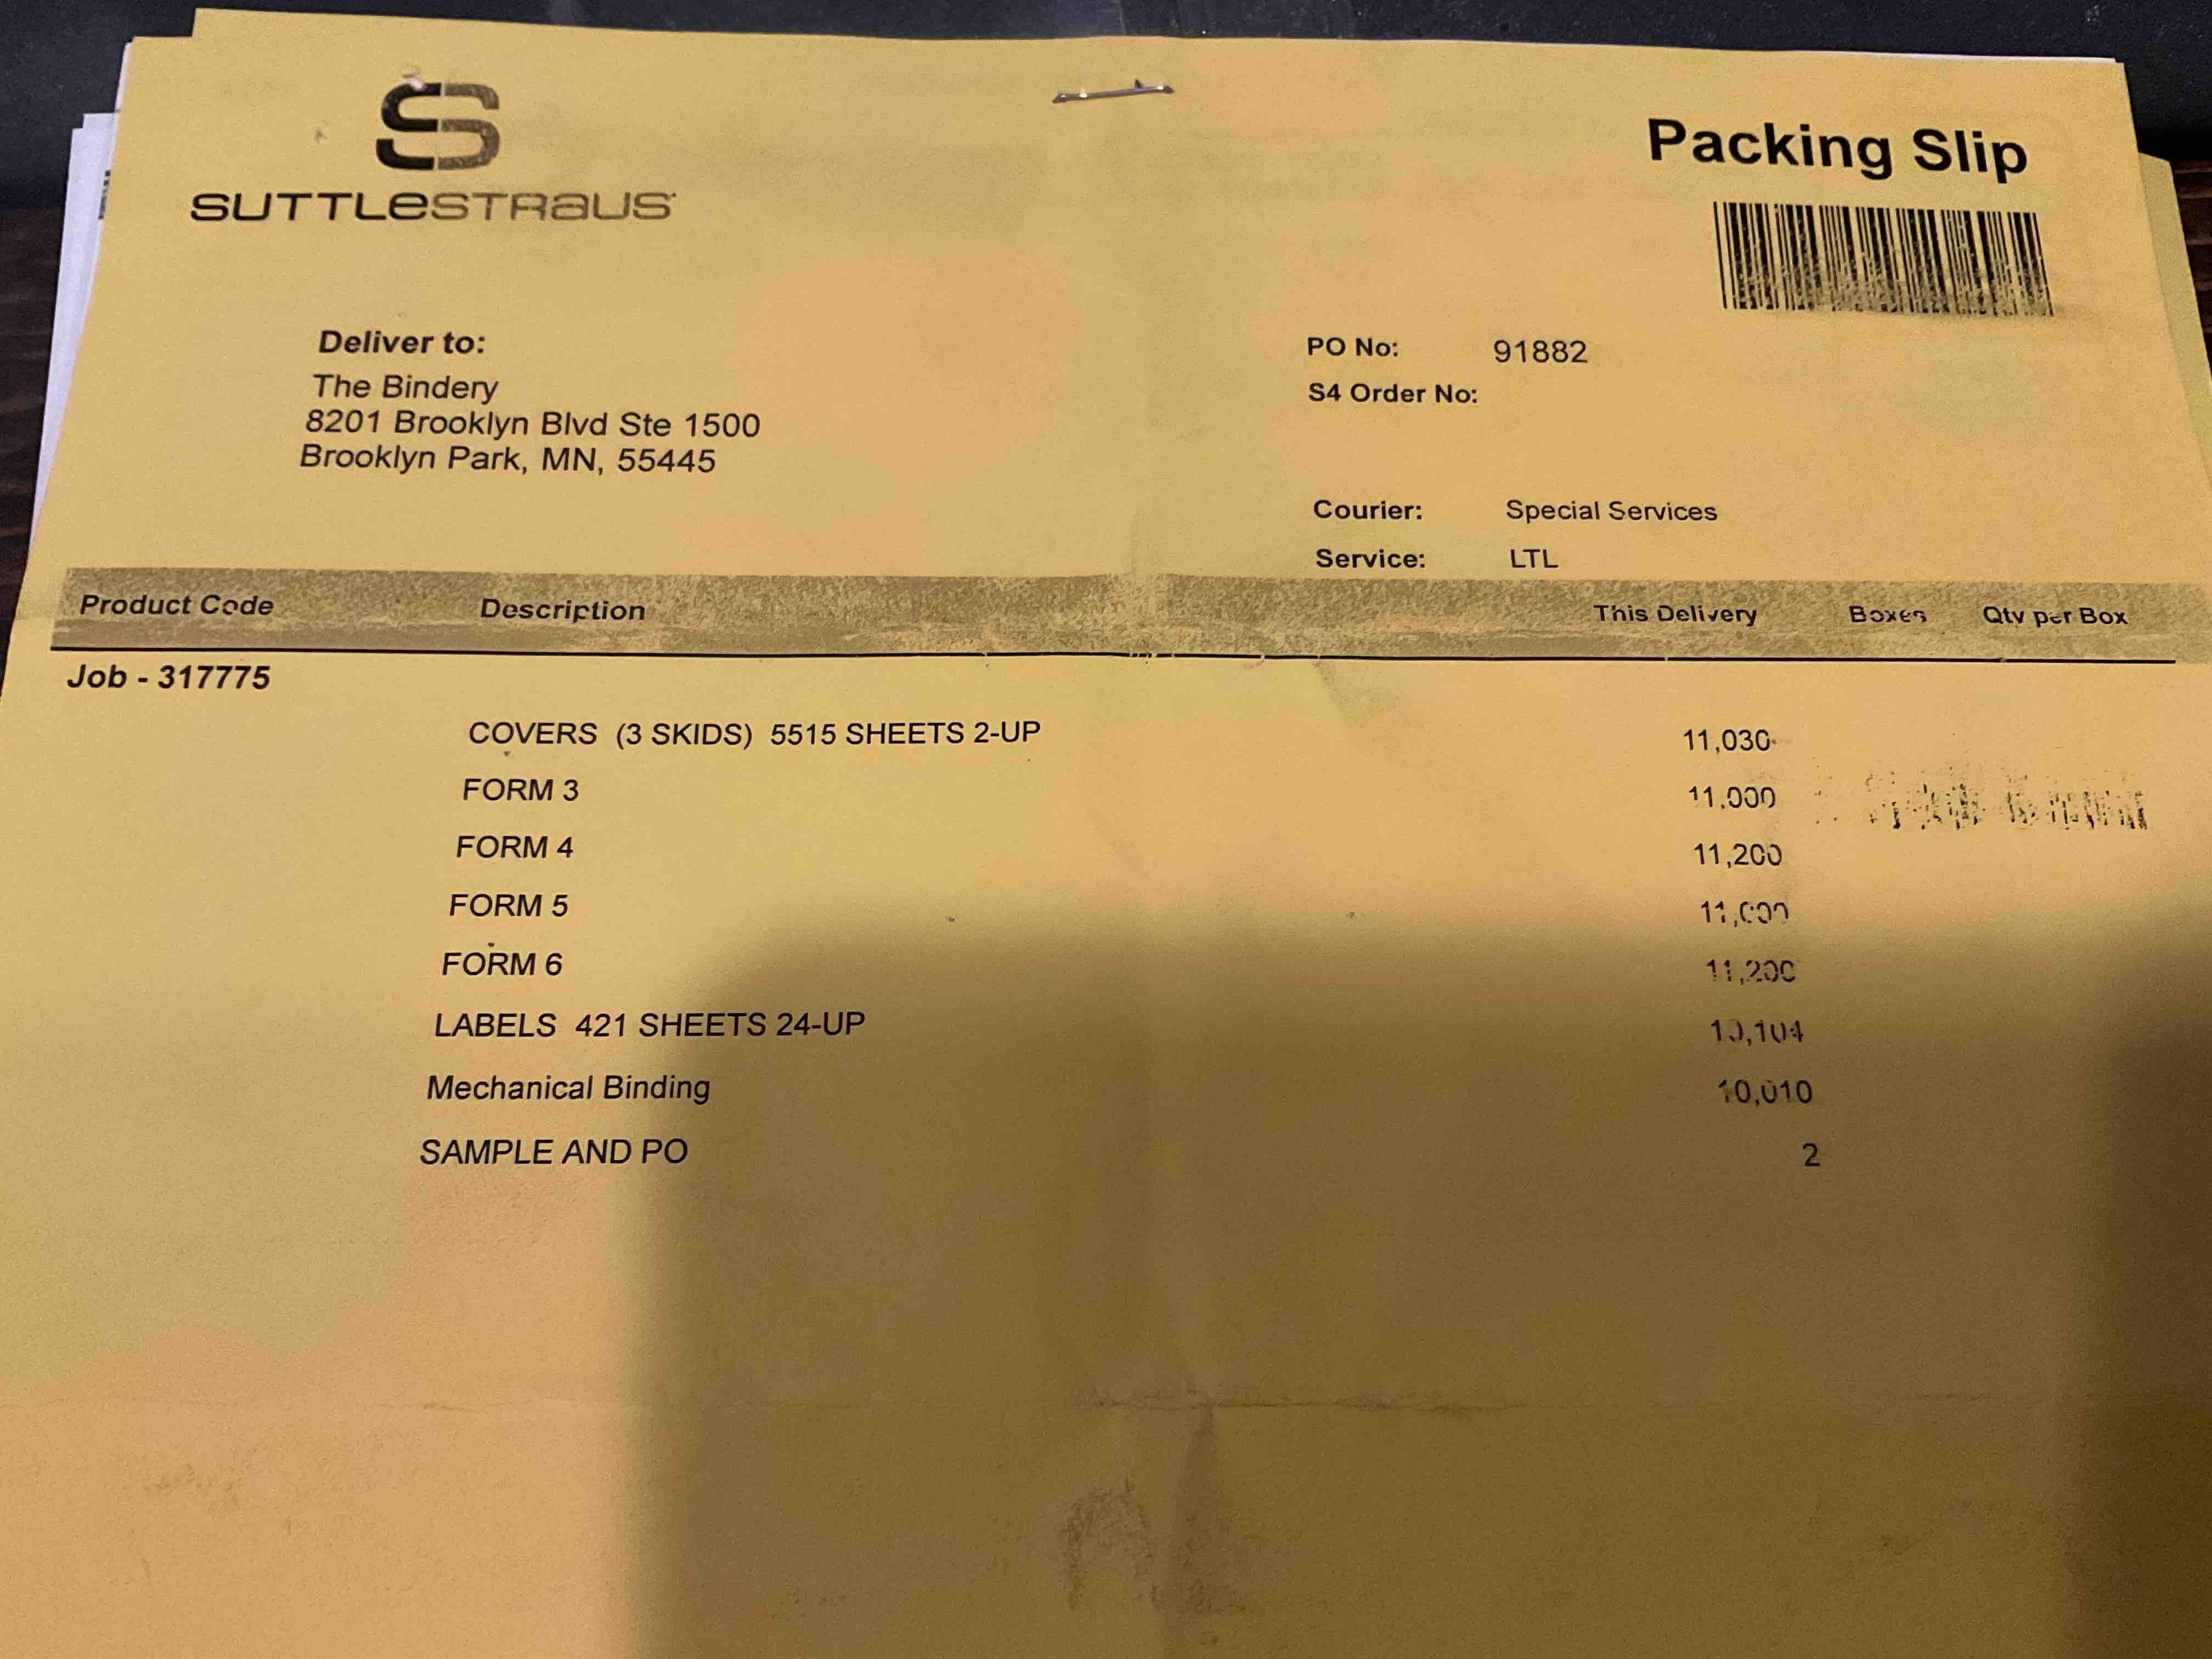 SUTTLESTRAUS
Packing Slip
Deliver to:
The Bindery
8201 Brooklyn Blvd Ste 1500
Brooklyn Park, MN, 55445
PO No: 91882
S4 Order No:
Courier: Special Services
Service: LTL
Product Code Description This Delivery Boxes Qty per Box
Job - 317775
COVERS (3 SKIDS) 5515 SHEETS 2-UP 11,030
FORM 3 11,000
FORM 4 11,200
FORM 5 11,000
FORM 6 11,200
LABELS 421 SHEETS 24-UP 10,104
Mechanical Binding 10,010
SAMPLE AND PO 2